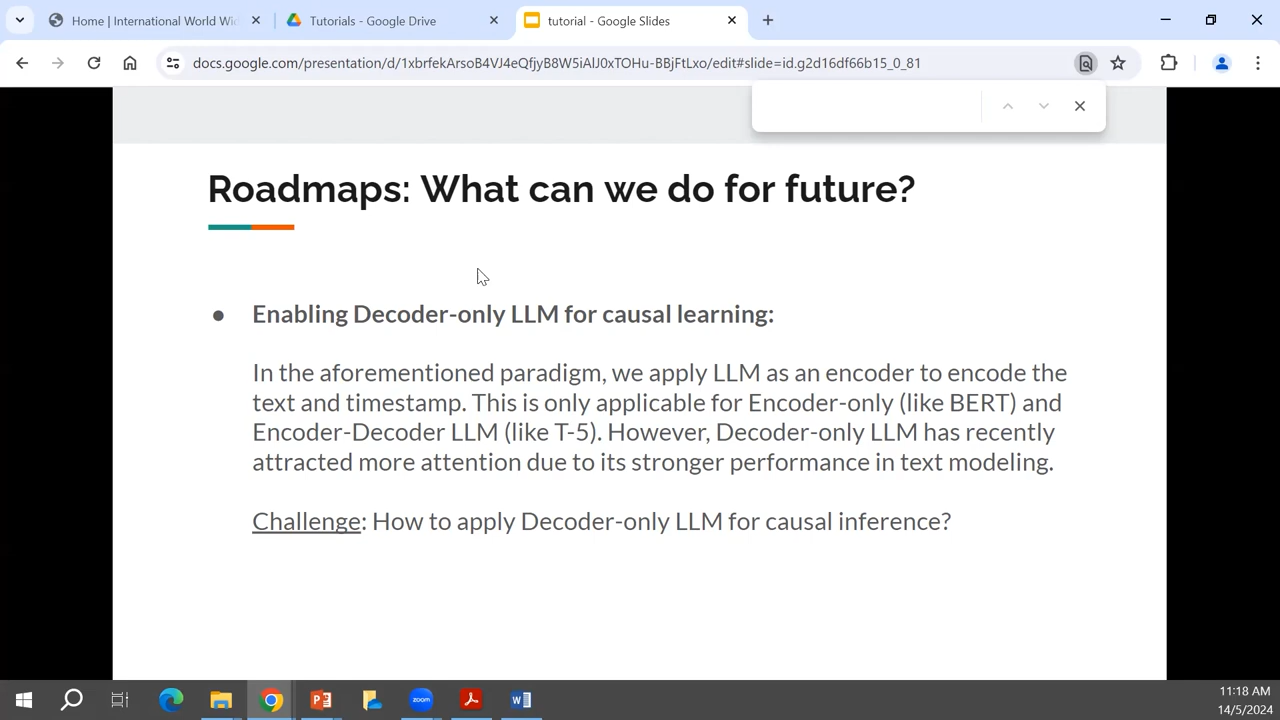 Home | International World Wid
Tutorials - Google Drive
tutorial - Google Slides
docs.google.com/presentation/d/1xbrfekArsoB4VJ4eQfjyB8W5iAIJ0xTOHu-BBjFtLxo/edit#slide=id.g2d16df66b15_0_81
Roadmaps: What can we do for future?
● Enabling Decoder-only LLM for causal learning:
In the aforementioned paradigm, we apply LLM as an encoder to encode the
text and timestamp. This is only applicable for Encoder-only (like BERT) and
Encoder-Decoder LLM (like T-5). However, Decoder-only LLM has recently
attracted more attention due to its stronger performance in text modeling.
Challenge: How to apply Decoder-only LLM for causal inference?
zoom
11:18 AM
14/5/2024